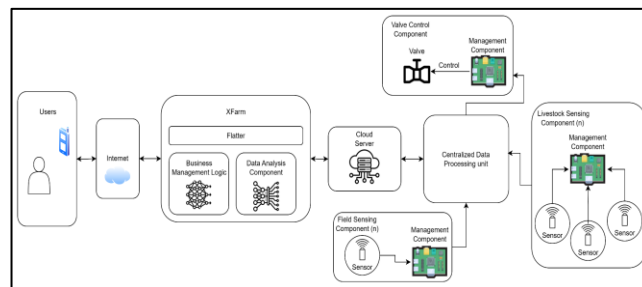 Users
Internet
XFarm
Flatter
Business
Management Logic
Data Analysis
Component
Cloud
Server
Valve Control
Component
Valve
Control
Management
Component
Centralized Data
Processing unit
Field Sensing
Component (n)
Sensor
Management
Component
Livestock Sensing
Component (n)
Management
Component
Sensor
Sensor
Sensor